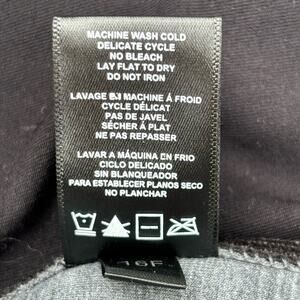 MACHINE WASH COLD
DELICATE CYCLE
NO BLEACH
LAY FLAT TO DRY
DO NOT IRON
LAVAGE EN MACHINE À FROID
CYCLE DÉLICAT
PAS DE JAVEL
SÉCHER À PLAT
NE PAS REPASSER
LAVAR A MÁQUINA EN FRIO
CICLO DELICADO
SIN BLANQUEADOR
PARA ESTABLECER PLANOS SECO
NO PLANCHAR